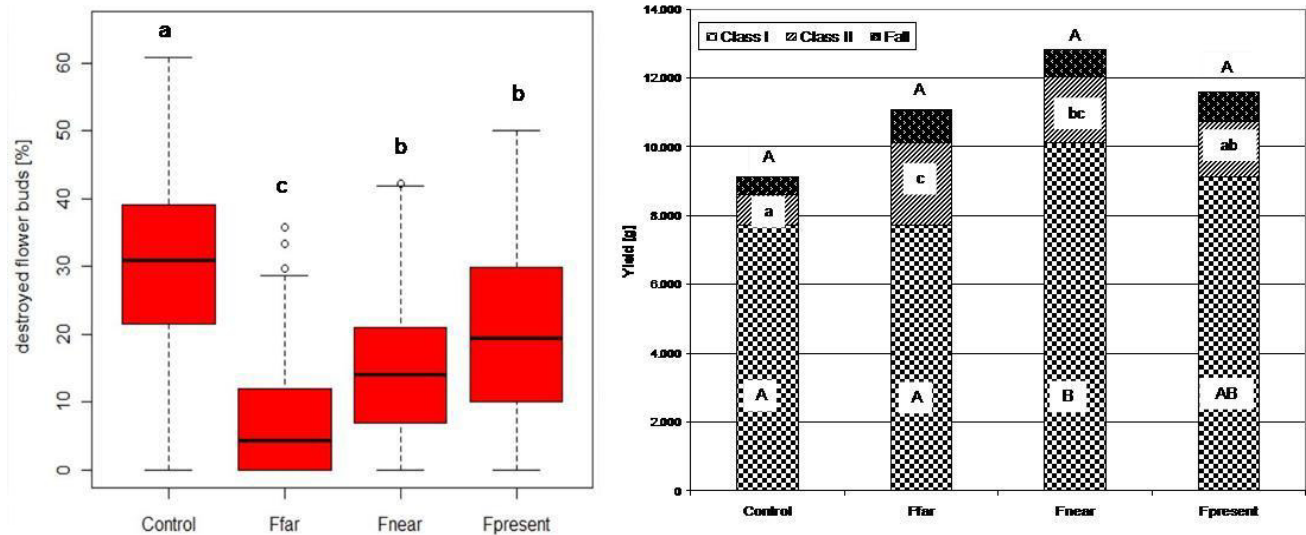 destroyed flower buds [%]
60
50
40
30
20
10
0
a
c
b
b
Control
Ffar
Fnear
Fpresent
Yield [g]
14.000
12.000
10.000
8.000
6.000
4.000
2.000
0
Class I Class II Fall
A
A
A
A
a
c
bc
ab
A
A
B
AB
Control
Ffar
Fnear
Fpresent